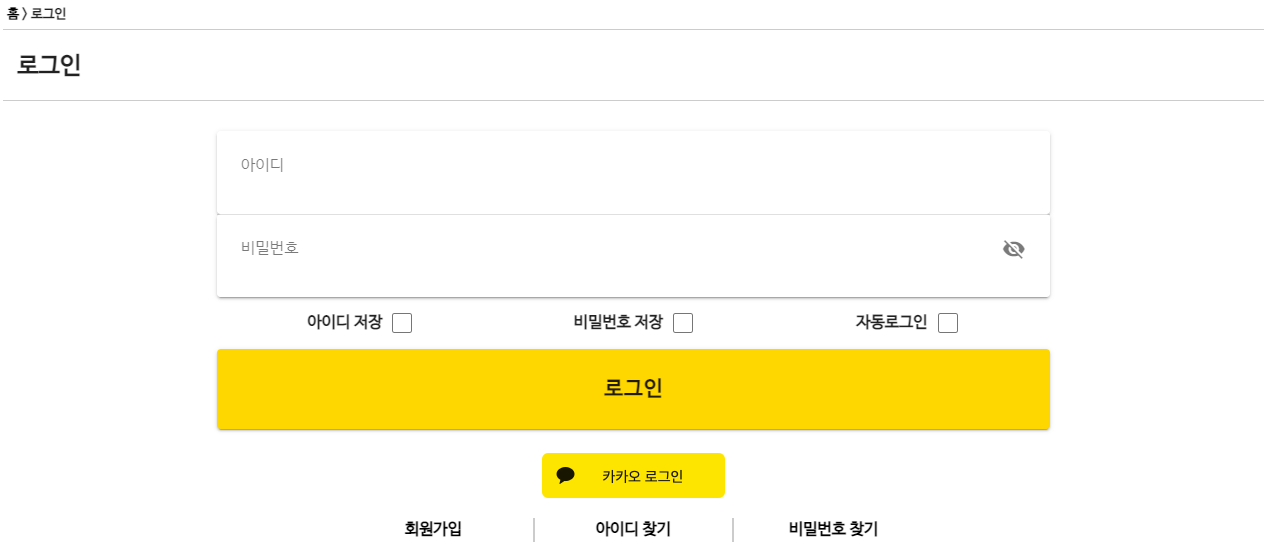 홈 > 로그인
로그인
아이디
비밀번호
아이디 저장 비밀번호 저장 자동로그인
로그인
카카오 로그인
회원가입 아이디 찾기 비밀번호 찾기